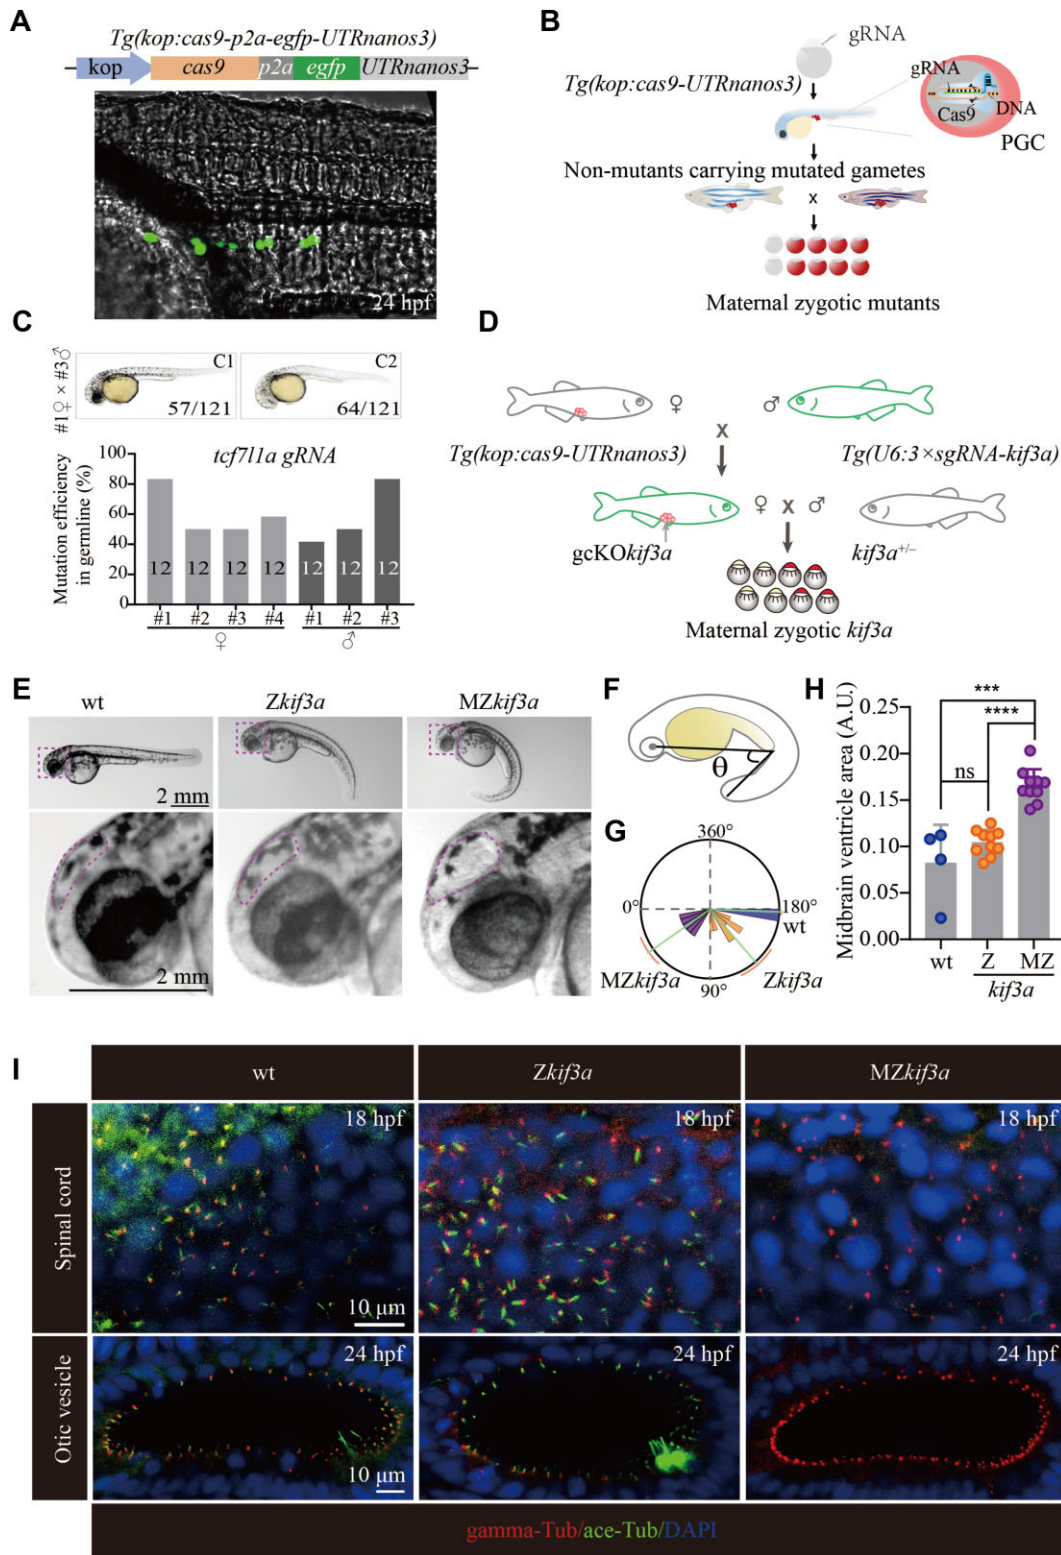 A
Tg(kop:cas9-p2a-egfp-UTRnanos3)
kop cas9 p2a egfp UTRnanos3
24 hpf
B
gRNA
Tg(kop:cas9-UTRnanos3)
gRNA
Cas9
DNA
PGC
Non-mutants carrying mutated gametes
x
Maternal zygotic mutants
C
#1♀ × #3♂
C1
57/121
C2
64/121
tcf7l1a gRNA
Mutation efficiency
in germline (%)
100
80
60
40
20
0
12 12 12 12 12 12 12
#1 #2 #3 #4 #1 #2 #3
♀ ♂
D
♀ ♂
X
Tg(kop:cas9-UTRnanos3) Tg(U6:3×sgRNA-kif3a)
♀ X ♂
gcKOkif3a kif3a+/–
Maternal zygotic kif3a
E
wt Zkif3a MZkif3a
2 mm
2 mm
F
θ
G
360°
0° 180°
wt
MZkif3a Zkif3a
90°
H
Midbrain ventricle area (A.U.)
0.25
0.20
0.15
0.10
0.05
0.00
***
****
ns
wt Z MZ
kif3a
I
wt Zkif3a MZkif3a
Spinal cord
18 hpf 18 hpf 18 hpf
10 μm
Otic vesicle
24 hpf 24 hpf 24 hpf
10 μm
gamma-Tub/ace-Tub/DAPI